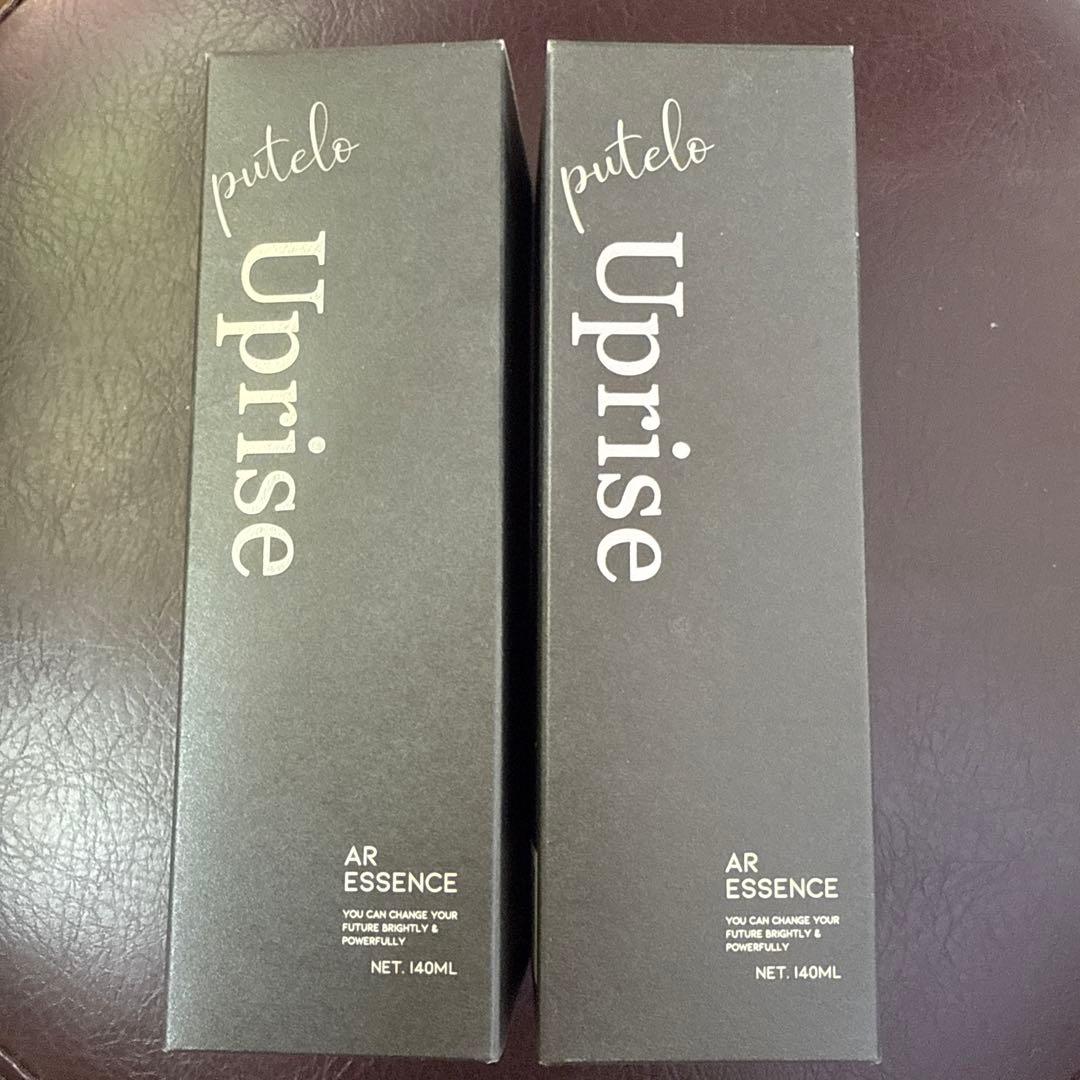 putelo
Uprise
AR
ESSENCE
YOU CAN CHANGE YOUR
FUTURE BRIGHTLY &
POWERFULLY
NET. 140ML
putelo
Uprise
AR
ESSENCE
YOU CAN CHANGE YOUR
FUTURE BRIGHTLY &
POWERFULLY
NET. 140ML